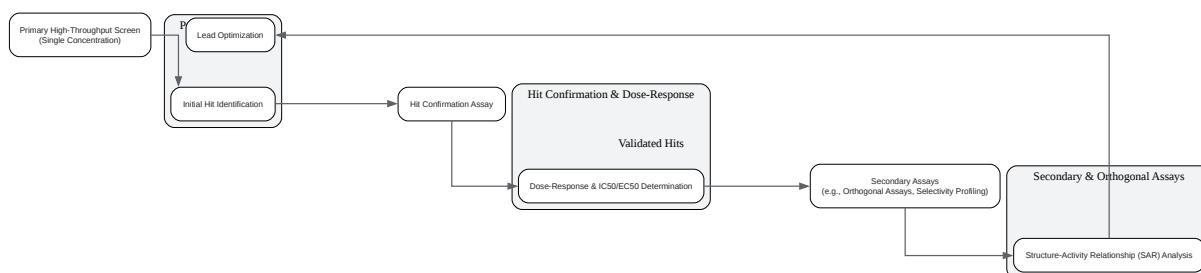 Primary High-Throughput Screen
(Single Concentration)
P
Lead Optimization
Initial Hit Identification
Hit Confirmation Assay
Hit Confirmation & Dose-Response
Validated Hits
Dose-Response & IC50/EC50 Determination
Secondary Assays
(e.g., Orthogonal Assays, Selectivity Profiling)
Secondary & Orthogonal Assays
Structure-Activity Relationship (SAR) Analysis